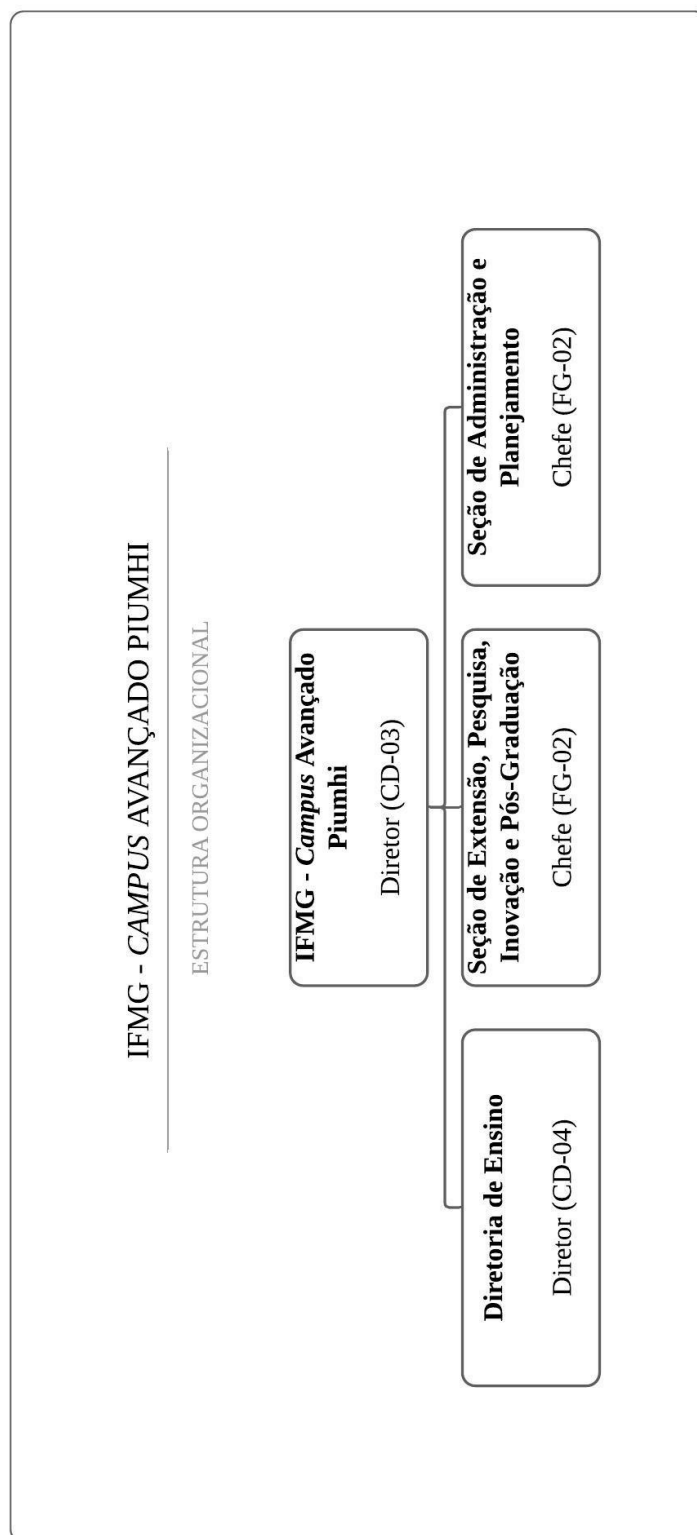 IFMG - CAMPUS AVANÇADO PIUMHI
ESTRUTURA ORGANIZACIONAL
IFMG - Campus Avançado
Piumhi
Diretor (CD-03)
Diretoria de Ensino
Diretor (CD-04)
Seção de Extensão, Pesquisa,
Inovação e Pós-Graduação
Chefe (FG-02)
Seção de Administração e
Planejamento
Chefe (FG-02)